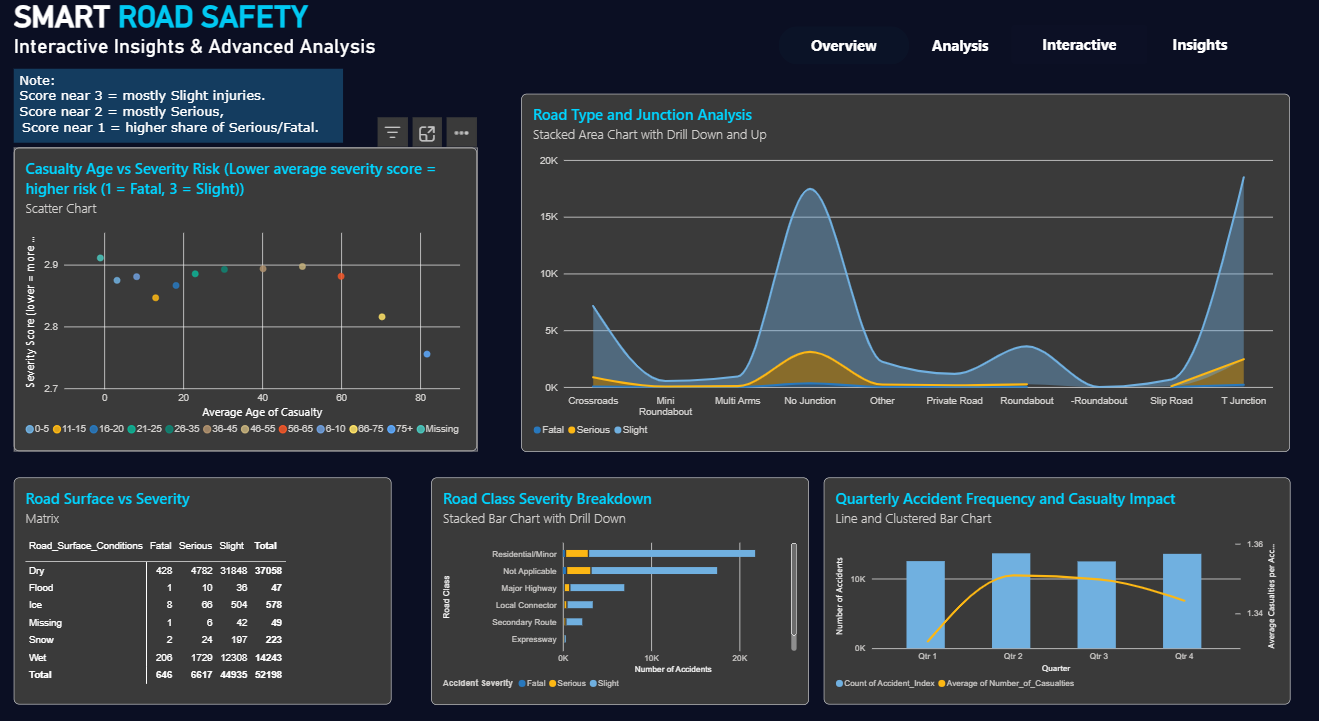 SMART ROAD SAFETY
Interactive Insights & Advanced Analysis
Overview Analysis Interactive Insights
Note:
Score near 3 = mostly Slight injuries.
Score near 2 = mostly Serious,
Score near 1 = higher share of Serious/Fatal.
Casualty Age vs Severity Risk (Lower average severity score =
higher risk (1 = Fatal, 3 = Slight))
Scatter Chart
Severity Score (lower = more ...
2.9
2.8
2.7
0 20 40 60 80
Average Age of Casualty
0-5 11-15 16-20 21-25 26-35 36-45 46-55 56-65 6-10 66-75 75+ Missing
Road Type and Junction Analysis
Stacked Area Chart with Drill Down and Up
20K
15K
10K
5K
0K
Crossroads Mini Roundabout Multi Arms No Junction Other Private Road Roundabout -Roundabout Slip Road T Junction
Fatal Serious Slight
Road Surface vs Severity
Matrix
Road_Surface_Conditions Fatal Serious Slight Total
Dry 428 4782 31848 37058
Flood 1 10 36 47
Ice 8 66 504 578
Missing 1 6 42 49
Snow 2 24 197 223
Wet 206 1729 12308 14243
Total 646 6617 44935 52198
Road Class Severity Breakdown
Stacked Bar Chart with Drill Down
Road Class
Residential/Minor
Not Applicable
Major Highway
Local Connector
Secondary Route
Expressway
0K 10K 20K
Number of Accidents
Accident Severity Fatal Serious Slight
Quarterly Accident Frequency and Casualty Impact
Line and Clustered Bar Chart
Number of Accidents
10K
0K
1.36
1.34
Average Casualties per Acc...
Qtr 1 Qtr 2 Qtr 3 Qtr 4
Quarter
Count of Accident_Index Average of Number_of_Casualties